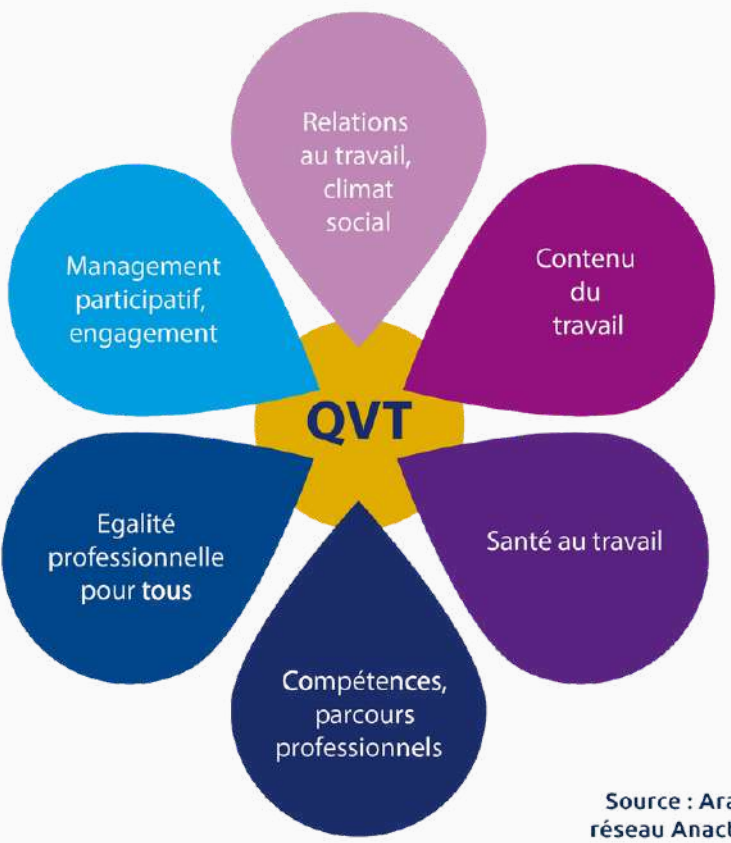 Relations
au travail,
climat
social
Contenu
du
travail
Santé au travail
Compétences,
parcours
professionnels
Egalité
professionnelle
pour tous
Management
participatif,
engagement
QVT
Source :
réseau